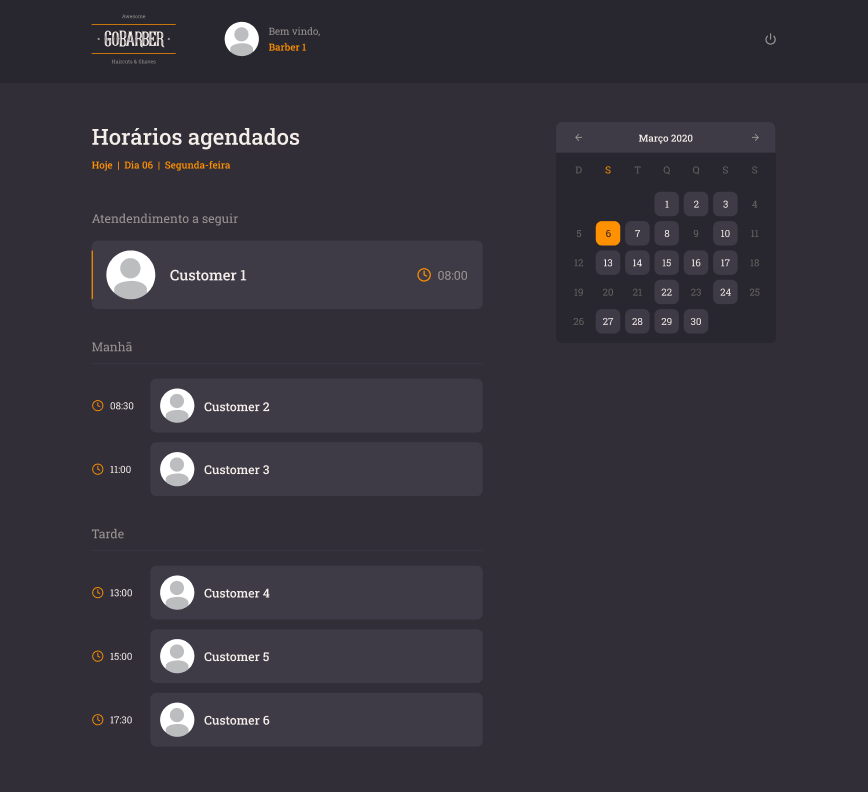 Awesome
· GOBARBER ·
Haircuts & Shaves
Bem vindo,
Barber 1
Horários agendados
Hoje | Dia 06 | Segunda-feira
Atendendimento a seguir
Customer 1
08:00
Manhã
08:30
Customer 2
11:00
Customer 3
Tarde
13:00
Customer 4
15:00
Customer 5
17:30
Customer 6
Março 2020
D S T Q Q S S
1 2 3 4
5 6 7 8 9 10 11
12 13 14 15 16 17 18
19 20 21 22 23 24 25
26 27 28 29 30